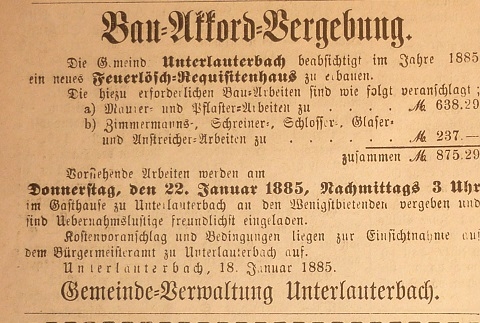 Bau=Akkord=Vergebung.
Die Gemeind Unterlauterbach beabsichtigt im Jahre 1885
ein neues Feuerlösch=Requisitenhaus zu erbauen.
Die hiezu erforderlichen Bau=Arbeiten sind wie folgt veranschlagt;
a) Maurer= und Pflaster=Arbeiten zu . . . . M. 638.29
b) Zimmermanns=, Schreiner=, Schlosser=, Glaser=
und Anstreicher=Arbeiten zu . . . . . M. 237.—
zusammen M. 875.29
Vorstehende Arbeiten werden am
Donnerstag, den 22. Januar 1885, Nachmittags 3 Uhr
im Gasthause zu Unterlauterbach an den Wenigstbietenden vergeben und
sind Uebernahmslustige freundlichst eingeladen.
Kostenvoranschlag und Bedingungen liegen zur Einsichtnahme auf
dem Bürgermeisteramt zu Unterlauterbach auf.
Unterlauterbach, 18. Januar 1885.
Gemeinde=Verwaltung Unterlauterbach.